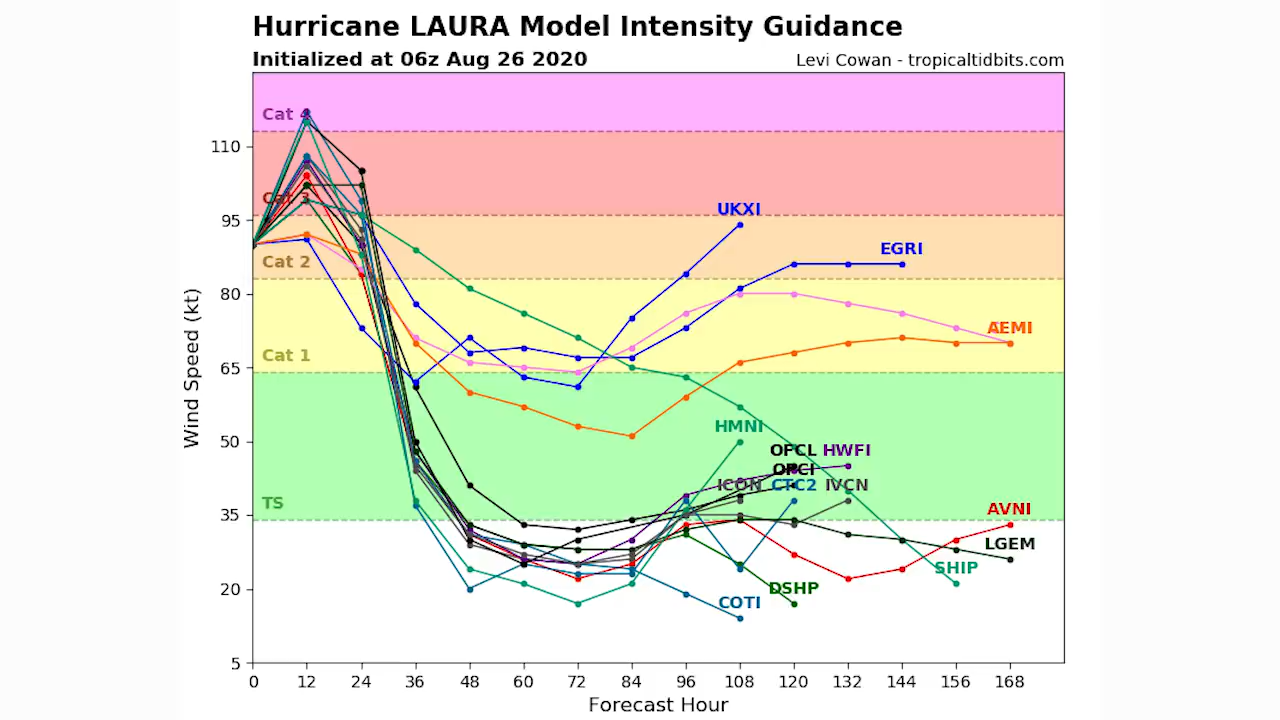 Hurricane LAURA Model Intensity Guidance
Initialized at 06z Aug 26 2020
Levi Cowan - tropicaltidbits.com
Wind Speed (kt)
110
95
80
65
50
35
20
5
Cat 4
Cat 3
Cat 2
Cat 1
TS
UKXI
EGRI
AEMI
HMNI
OFCL HWFI
OFCI
ICON CTC2 IVCN
AVNI
LGEM
SHIP
DSHP
COTI
0 12 24 36 48 60 72 84 96 108 120 132 144 156 168
Forecast Hour